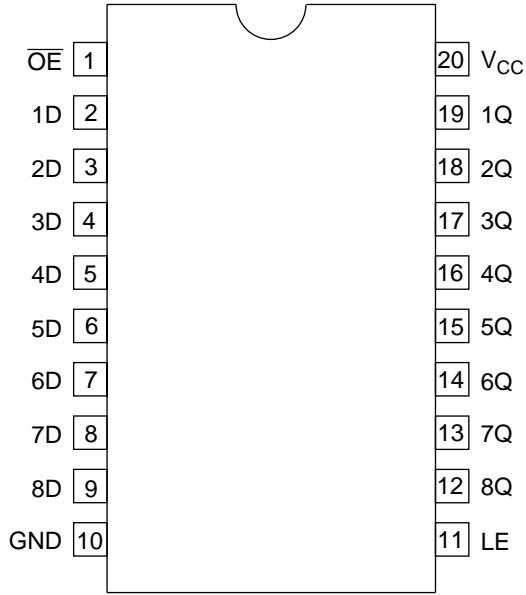 O̅E̅ 1 20 VCC
1D 2 19 1Q
2D 3 18 2Q
3D 4 17 3Q
4D 5 16 4Q
5D 6 15 5Q
6D 7 14 6Q
7D 8 13 7Q
8D 9 12 8Q
GND 10 11 LE